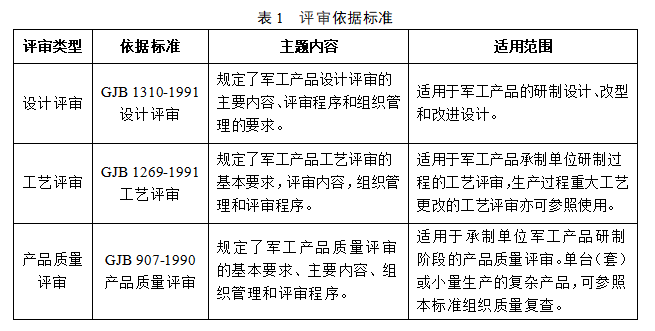 表 1 评审依据标准
评审类型 依据标准 主题内容 适用范围
设计评审
GJB 1310-1991
设计评审
规定了军工产品设计评审的
主要内容、评审程序和组织管
理的要求。
适用于军工产品的研制设计、改型
和改进设计。
工艺评审
GJB 1269-1991
工艺评审
规定了军工产品工艺评审的
基本要求，评审内容，组织管
理和评审程序。
适用于军工产品承制单位研制过
程的工艺评审，生产过程重大工艺
更改的工艺评审亦可参照使用。
产品质量
评审
GJB 907-1990
产品质量评审
规定了军工产品质量评审
的基本要求、主要内容、组
织管理和评审程序。
适用于承制单位军工产品研制
阶段的产品质量评审。单台（套）
或小量生产的复杂产品，可参照
本标准组织质量复查。